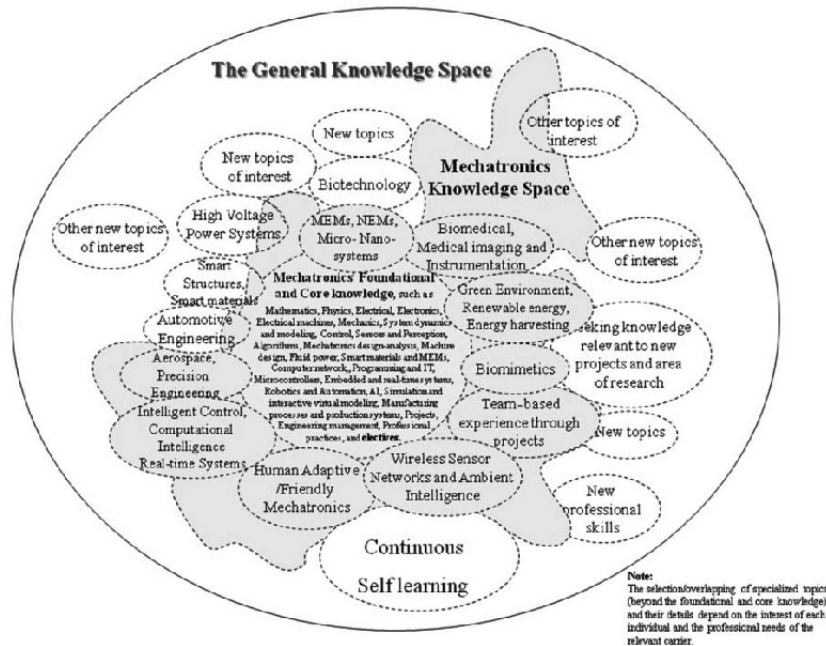 The General Knowledge Space
Other topics of
interest
New topics
New topics
of interest
Mechatronics
Knowledge Space
Biotechnology
High Voltage
Power Systems
MEMs, NEMs,
Micro- Nano-
systems
Biomedical,
Medical imaging and
Instrumentation
Other new topics
of interest
Other new topics
of interest
Smart
Structures,
Smart materials
Mechatronics' Foundational
and Core knowledge, such as
Mathematics, Physics, Electrical, Electronics,
Electrical machines, Mechanics, System dynamics
and modeling, Control, Sensors and Perception,
Algorithms, Mechatronics design-analysis, Machine
design, Fluid power, Smart materials and MEMs,
Computer network, Programming and IT,
Microcontrollers, Embedded and real-time systems,
Robotics and Automation, AI, Simulation and
interactive virtual modeling, Manufacturing
processes and production systems, Projects,
Engineering management, Professional
practices, and electives.
Green Environment,
Renewable energy,
Energy harvesting
Automotive
Engineering
eeking knowledge
relevant to new
projects and area
of research
Aerospace,
Precision
Engineering
Biomimetics
Intelligent Control,
Computational
Intelligence
Real-time Systems
Team-based
experience through
projects
New topics
Human Adaptive
/Friendly
Mechatronics
Wireless Sensor
Networks and Ambient
Intelligence
New
professional
skills
Continuous
Self learning
Note:
The selection/overlapping of specialized topics
(beyond the foundational and core knowledge)
and their details depend on the interest of each
individual and the professional needs of the
relevant carrier.